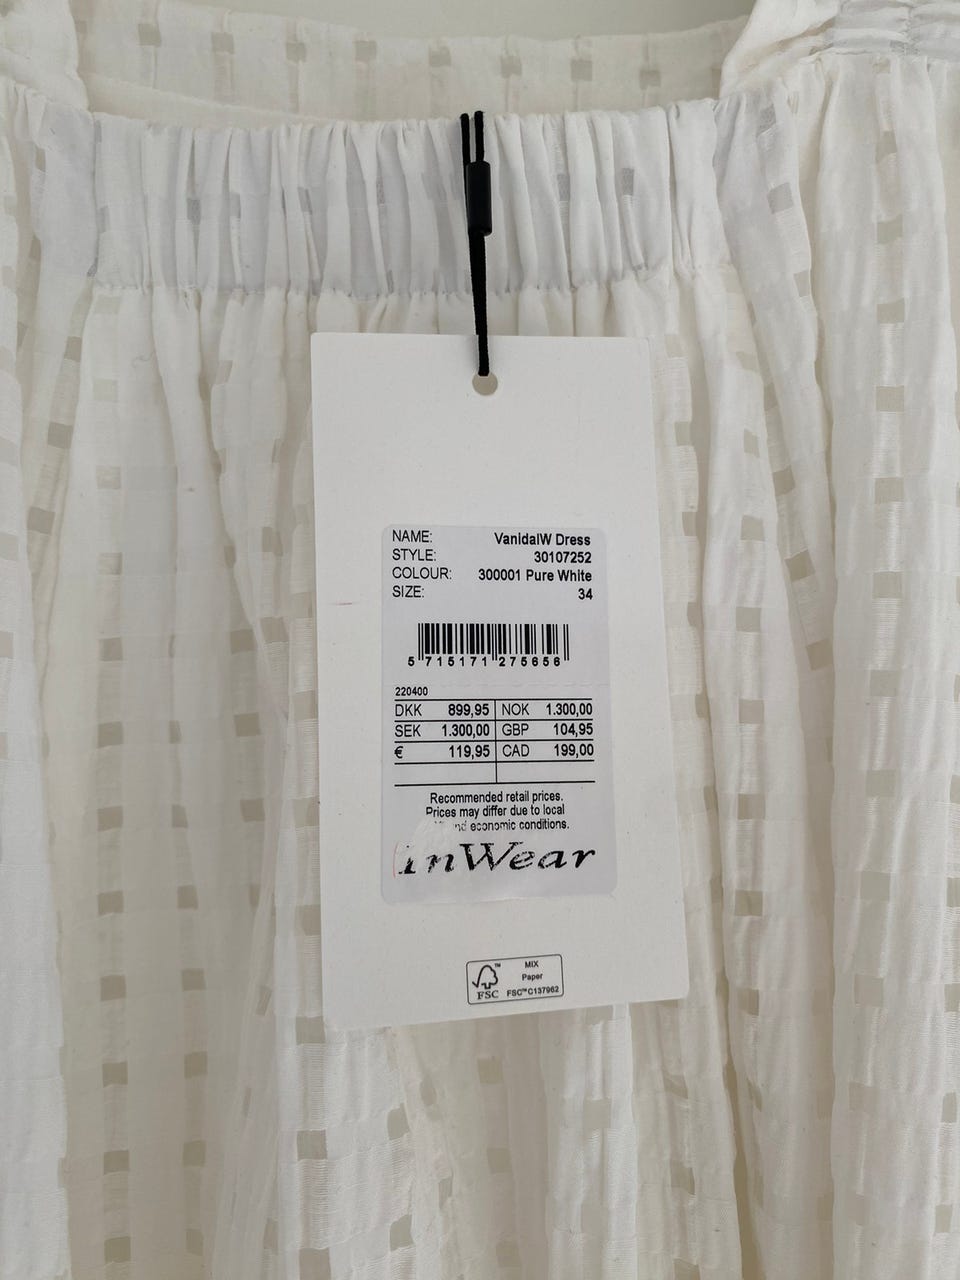 NAME: VanidaIW Dress
STYLE: 30107252
COLOUR: 300001 Pure White
SIZE: 34
5 715171 275656
220400
DKK 899,95 NOK 1.300,00
SEK 1.300,00 GBP 104,95
€ 119,95 CAD 199,00
Recommended retail prices.
Prices may differ due to local
economic conditions.
inWear
FSC™
MIX
Paper
FSC™ C137962